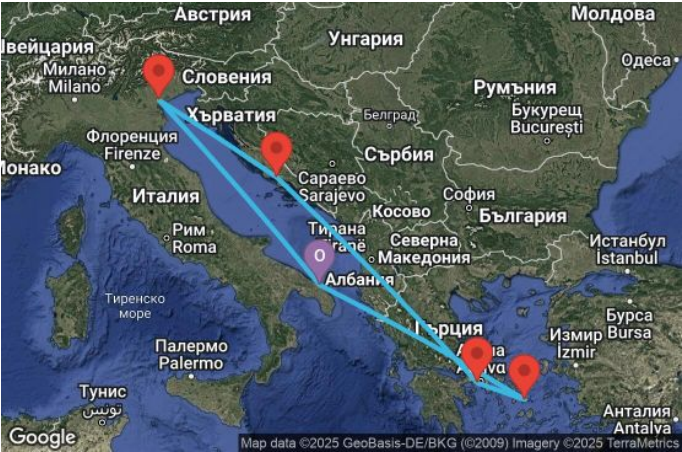 Австрия
Молдова
Унгария
Швейцария
Милано
Milano
Словения
Одеса
Румъния
Хърватия
Букурещ
București
Белград
Флоренция
Firenze
Сърбия
Монако
Сараево
Sarajevo
Италия
София
Косово
България
Рим
Roma
Тирана
Северна
Македония
Истанбул
İstanbul
O
Албания
Тиренско
море
Бурса
Bursa
Гърция
Измир
İzmir
Палермо
Palermo
Тунис
تونس
Анталия
Antalya
Google
Map data ©2025 GeoBasis-DE/BKG (©2009) Imagery ©2025 TerraMetrics